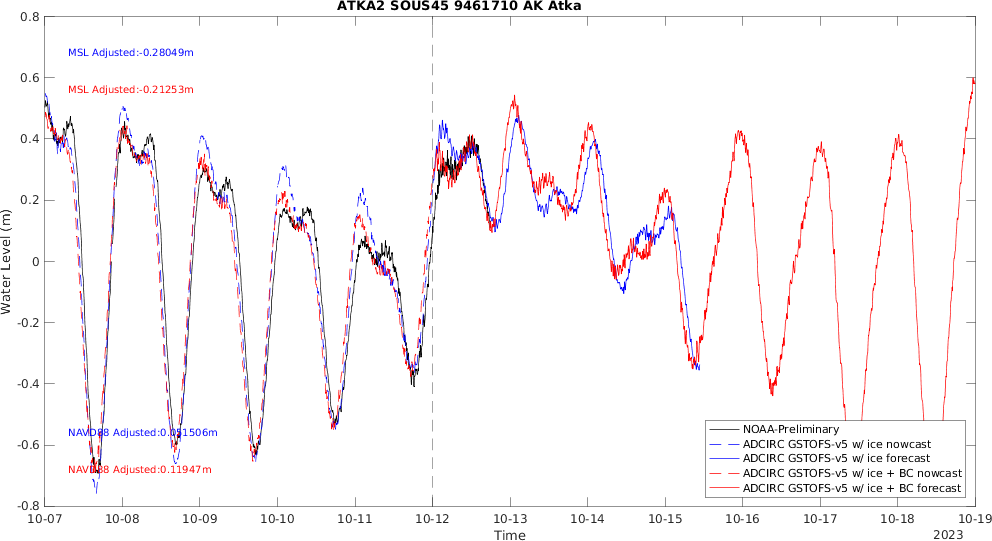 ATKA2 SOUS45 9461710 AK Atka
0.8
0.6
0.4
0.2
0
-0.2
-0.4
-0.6
-0.8
Water Level (m)
MSL Adjusted:-0.28049m
MSL Adjusted:-0.21253m
NAVD88 Adjusted:0.051506m
NAVD88 Adjusted:0.11947m
NOAA-Preliminary
ADCIRC GSTOFS-v5 w/ ice nowcast
ADCIRC GSTOFS-v5 w/ ice forecast
ADCIRC GSTOFS-v5 w/ ice + BC nowcast
ADCIRC GSTOFS-v5 w/ ice + BC forecast
10-07 10-08 10-09 10-10 10-11 10-12 10-13 10-14 10-15 10-16 10-17 10-18 10-19
Time
2023